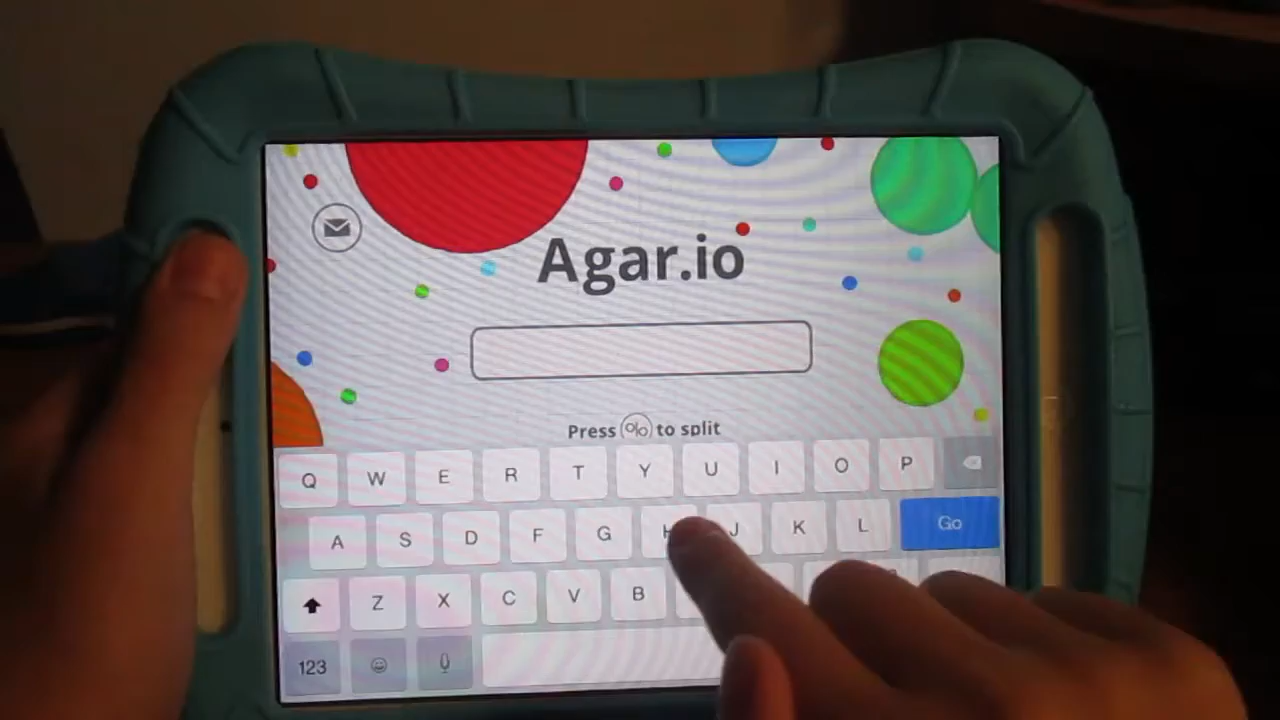 Agar.io
Press to split
Q W E R T Y U I O P
A S D F G H J K L Go
Z X C V B
123